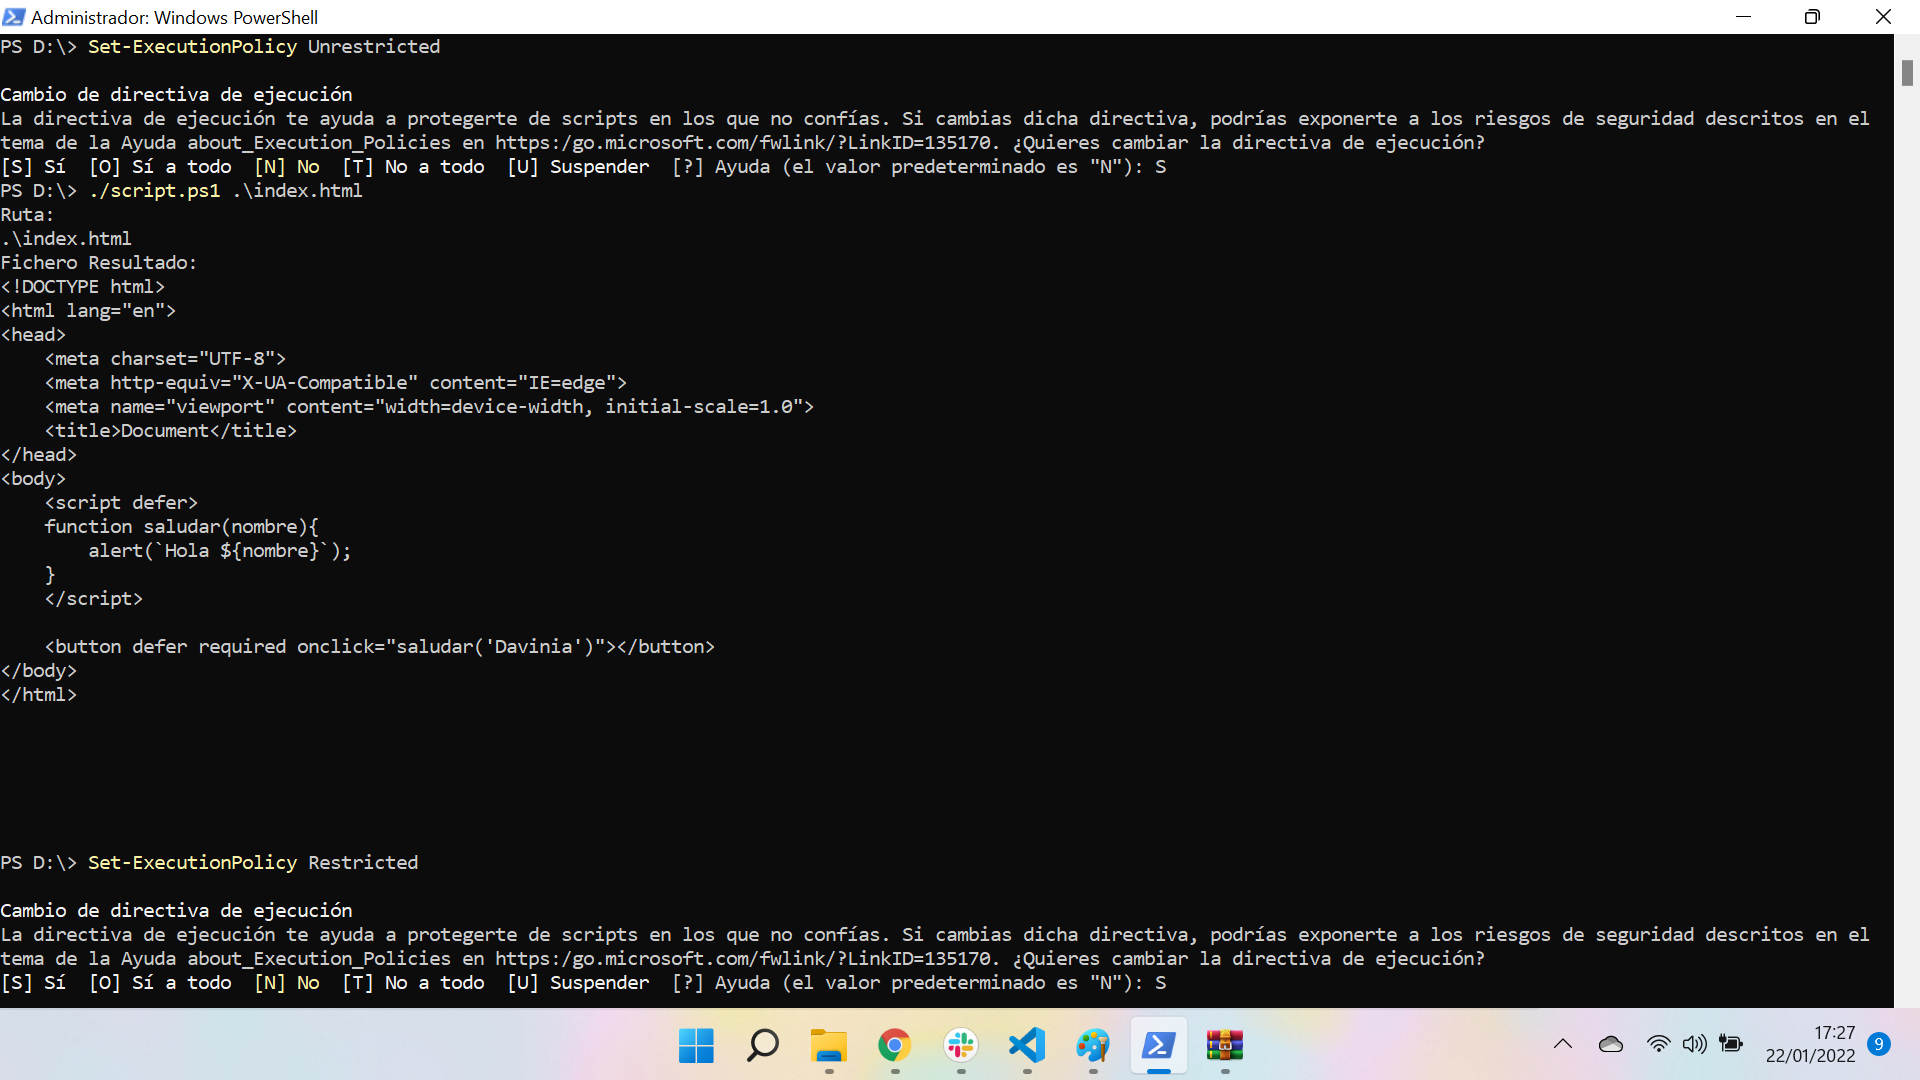 Administrador: Windows PowerShell
PS D:\> Set-ExecutionPolicy Unrestricted
Cambio de directiva de ejecución
La directiva de ejecución te ayuda a protegerte de scripts en los que no confías. Si cambias dicha directiva, podrías exponerte a los riesgos de seguridad descritos en el
tema de la Ayuda about_Execution_Policies en https:/go.microsoft.com/fwlink/?LinkID=135170. ¿Quieres cambiar la directiva de ejecución?
[S] Sí  [O] Sí a todo  [N] No  [T] No a todo  [U] Suspender  [?] Ayuda (el valor predeterminado es "N"): S
PS D:\> ./script.ps1 .\index.html
Ruta:
.\index.html
Fichero Resultado:
<!DOCTYPE html>
<html lang="en">
<head>
    <meta charset="UTF-8">
    <meta http-equiv="X-UA-Compatible" content="IE=edge">
    <meta name="viewport" content="width=device-width, initial-scale=1.0">
    <title>Document</title>
</head>
<body>
    <script defer>
    function saludar(nombre){
        alert(`Hola ${nombre}`);
    }
    </script>
    <button defer required onclick="saludar('Davinia')"></button>
</body>
</html>
PS D:\> Set-ExecutionPolicy Restricted
Cambio de directiva de ejecución
La directiva de ejecución te ayuda a protegerte de scripts en los que no confías. Si cambias dicha directiva, podrías exponerte a los riesgos de seguridad descritos en el
tema de la Ayuda about_Execution_Policies en https:/go.microsoft.com/fwlink/?LinkID=135170. ¿Quieres cambiar la directiva de ejecución?
[S] Sí  [O] Sí a todo  [N] No  [T] No a todo  [U] Suspender  [?] Ayuda (el valor predeterminado es "N"): S
17:27
22/01/2022
9